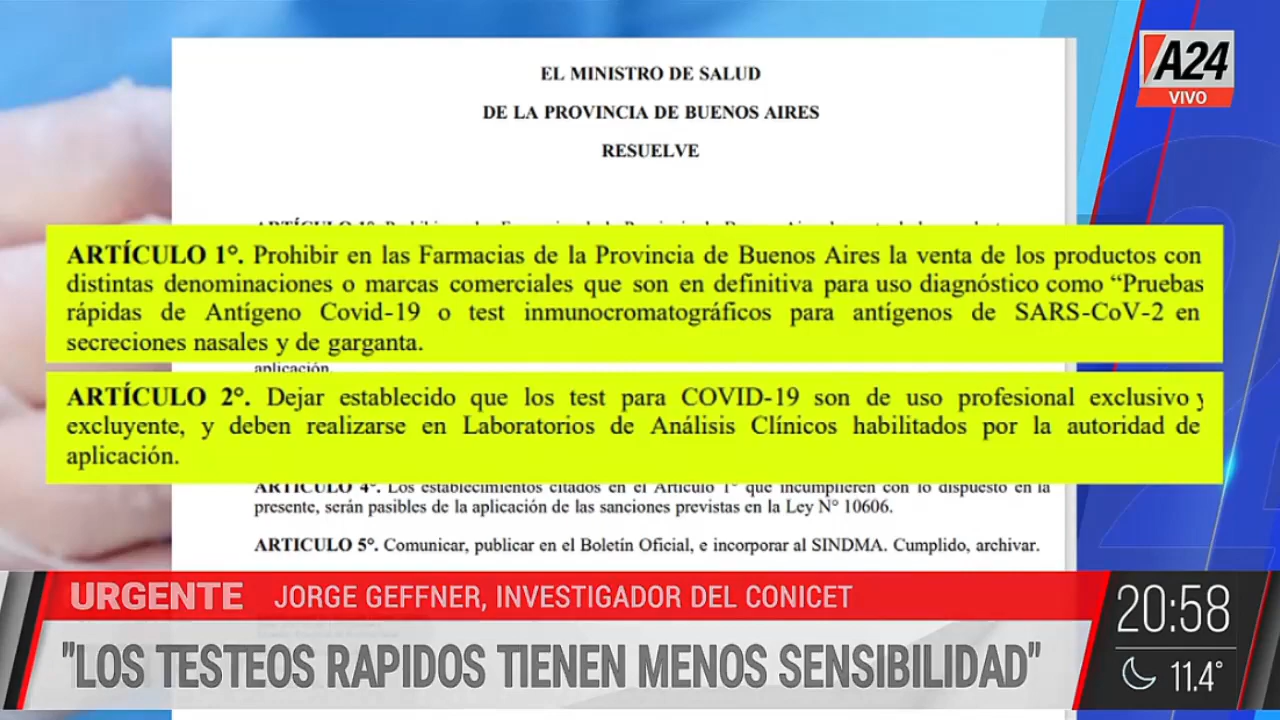 EL MINISTRO DE SALUD
DE LA PROVINCIA DE BUENOS AIRES
RESUELVE
A24
VIVO
ARTÍCULO 1°. Prohibir en las Farmacias de la Provincia de Buenos Aires la venta de los productos con
distintas denominaciones o marcas comerciales que son en definitiva para uso diagnóstico como “Pruebas
rápidas de Antígeno Covid-19 o test inmunocromatográficos para antígenos de SARS-CoV-2 en
secreciones nasales y de garganta.
aplicación.
ARTÍCULO 2°. Dejar establecido que los test para COVID-19 son de uso profesional exclusivo y
excluyente, y deben realizarse en Laboratorios de Análisis Clínicos habilitados por la autoridad de
aplicación.
ARTICULO 4°. Los establecimientos citados en el Artículo 1° que incumplieren con lo dispuesto en la
presente, serán pasibles de la aplicación de las sanciones previstas en la Ley N° 10606.
ARTICULO 5°. Comunicar, publicar en el Boletín Oficial, e incorporar al SINDMA. Cumplido, archivar.
URGENTE JORGE GEFFNER, INVESTIGADOR DEL CONICET
"LOS TESTEOS RAPIDOS TIENEN MENOS SENSIBILIDAD"
20:58
11.4°